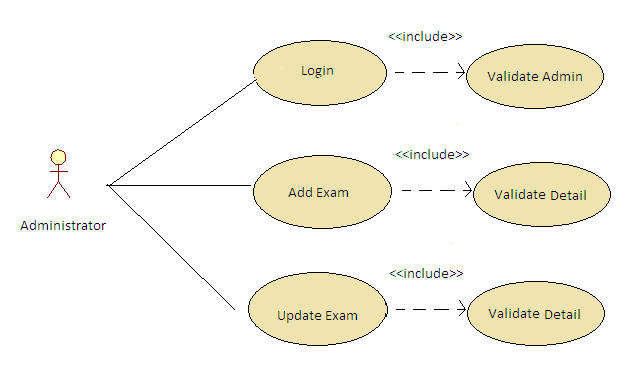 <<include>>
Login
Validate Admin
<<include>>
Add Exam
Validate Detail
Administrator
<<include>>
Update Exam
Validate Detail